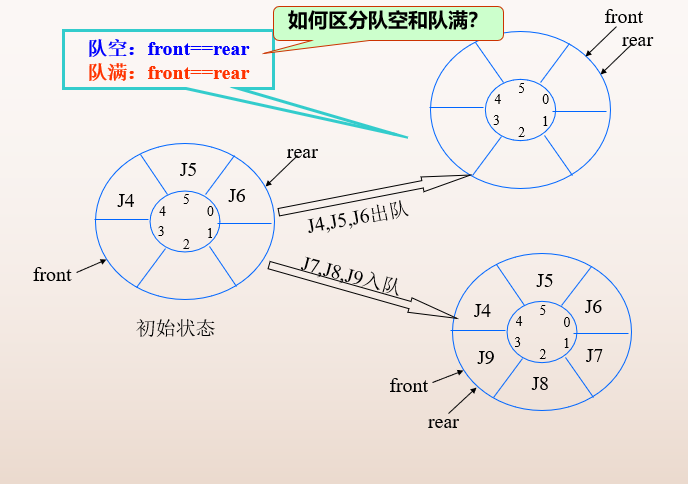 如何区分队空和队满?
队空：front==rear
队满：front==rear
front
rear
5
4 0
3 1
2
rear
J5
J4 J6
5
4 0
3 1
2
front
初始状态
J4,J5,J6出队
J7,J8,J9入队
J5
J4 J6
5
4 0
3 1
2
J9 J7
J8
front
rear